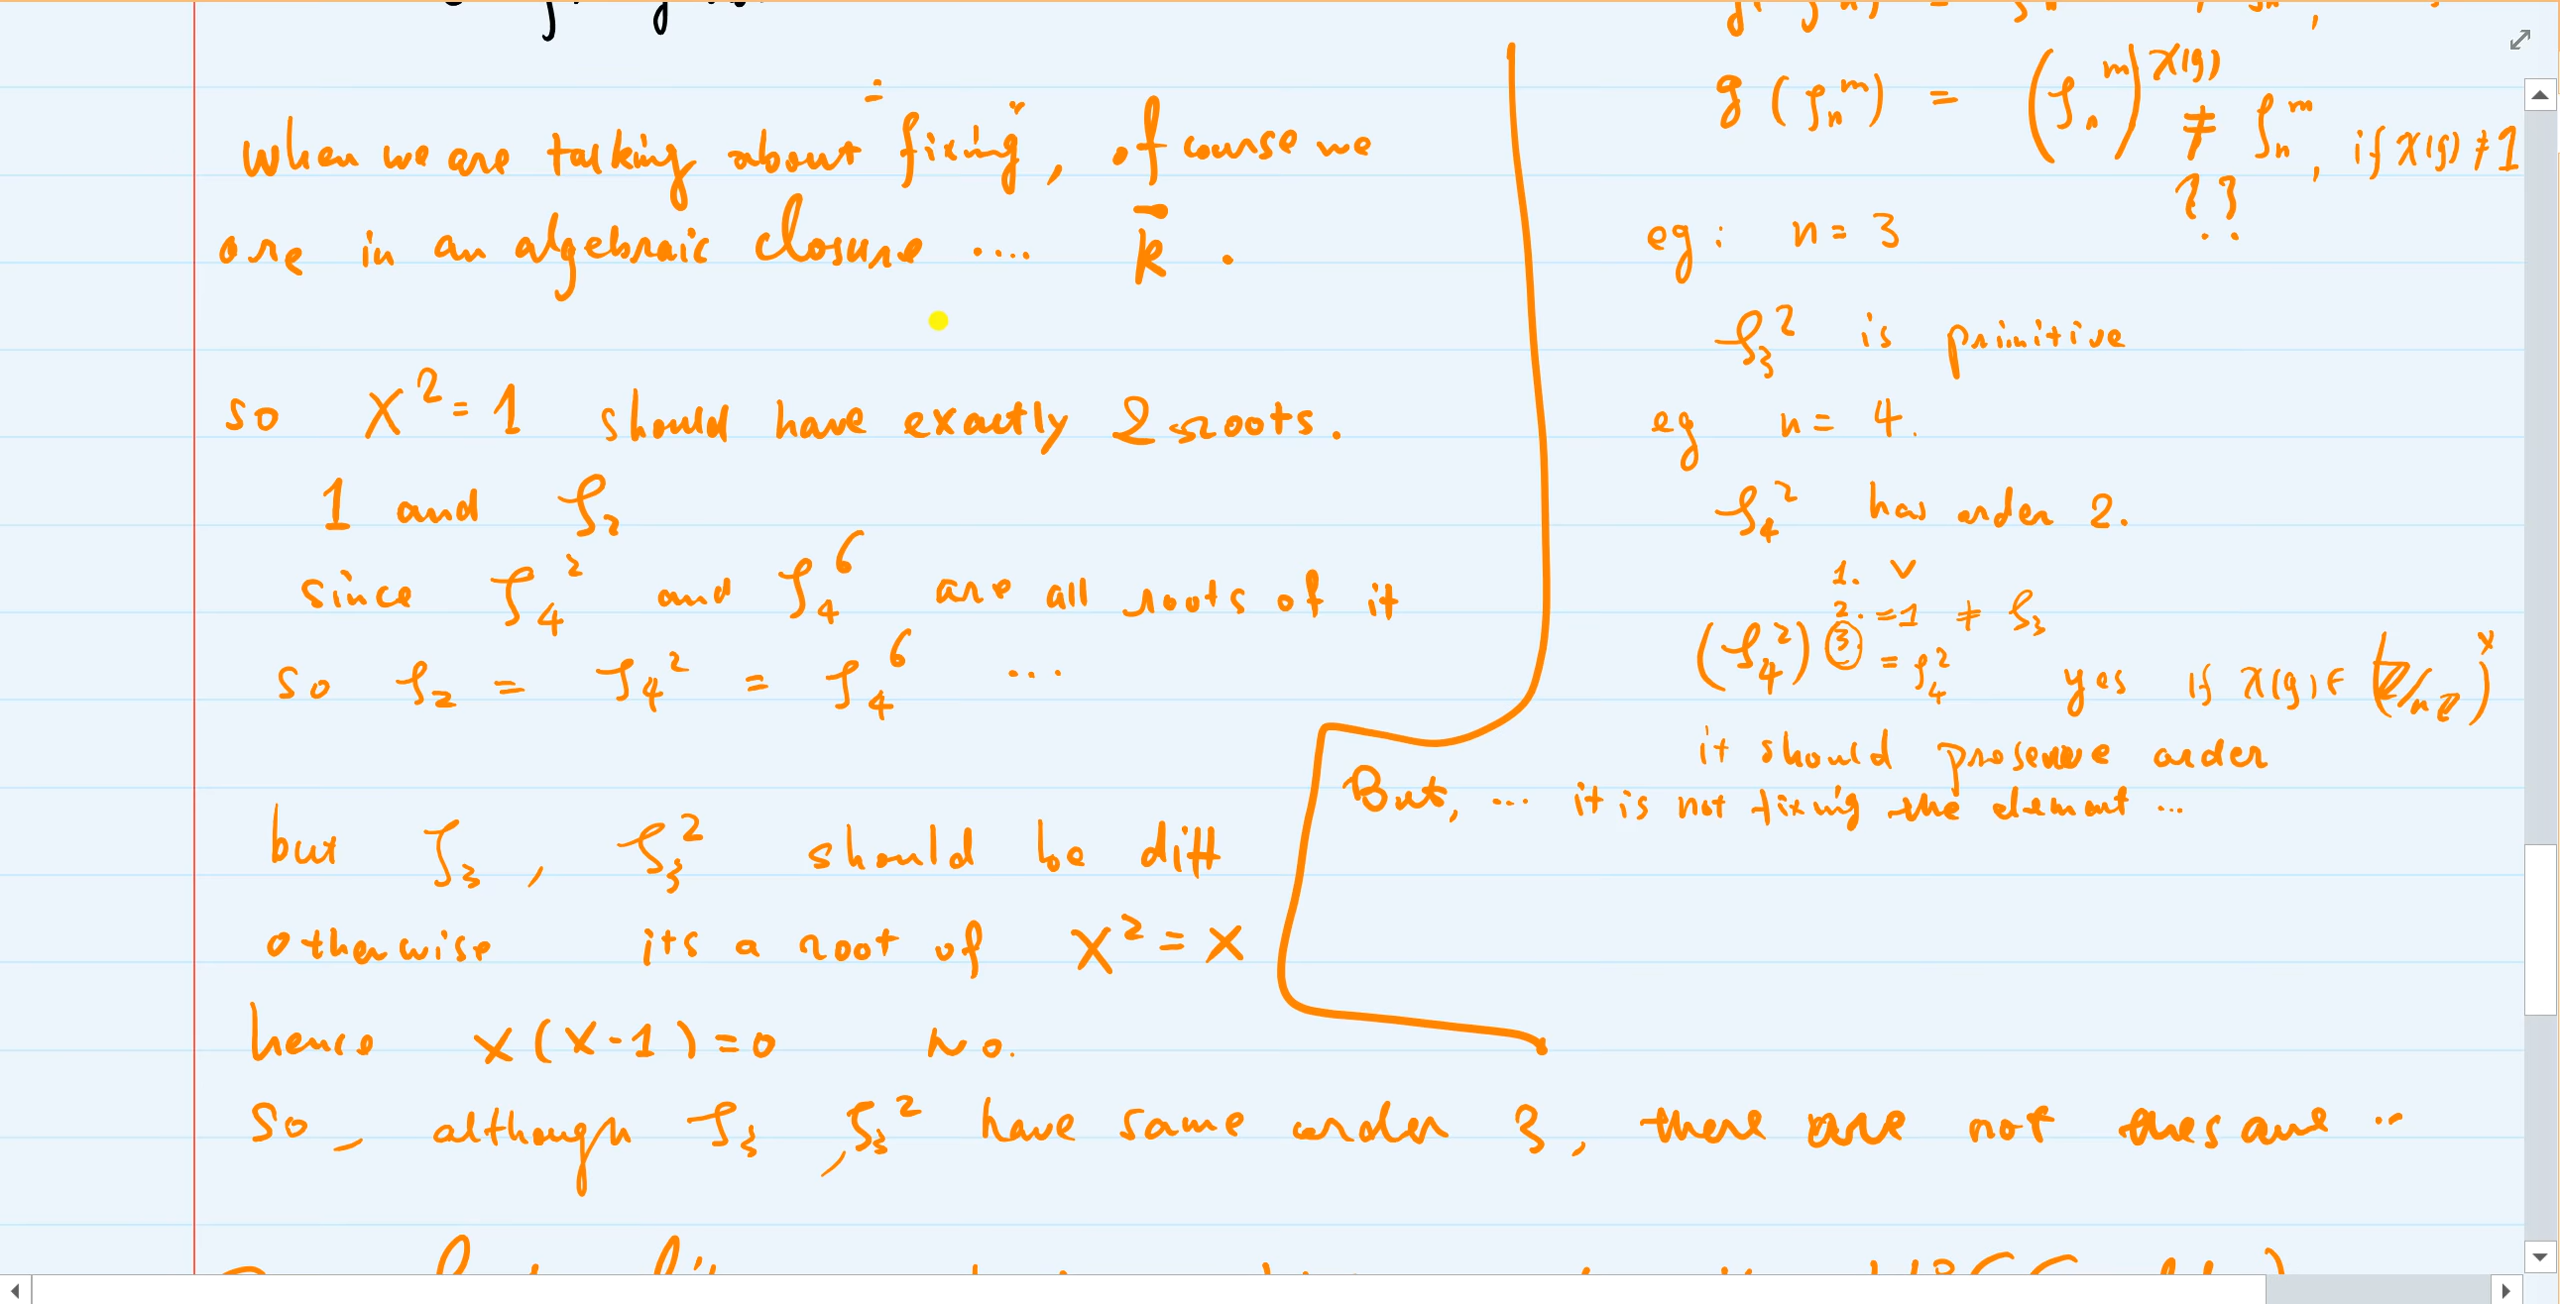 when we are talking about "fixing", of course we
are in an algebraic closure .... k̄ .
so X² = 1 should have exactly 2 roots.
1 and ζ₂
since ζ₄² and ζ₄⁶ are all roots of it
so ζ₂ = ζ₄² = ζ₄⁶ ...
but ζ₃ , ζ₃² should be diff
otherwise its a root of X² = X
hence x(x-1)=0 No.
So, although ζ₃ , ζ₃² have same order 3, there are not the same ..
g(ζₙᵐ) = (ζₙᵐ)^χ(g) ≠ ζₙᵐ, if χ(g) ≠ 1
??
eg: n = 3
ζ₃² is primitive
eg n = 4.
ζ₄² has order 2.
1. ✓
2. = 1 ≠ ζ₃
(ζ₄²)^③ = ζ₄² yes if χ(g) ∈ (ℤ/nℤ)ˣ
it should preserve order
But, ... it is not fixing the element ...